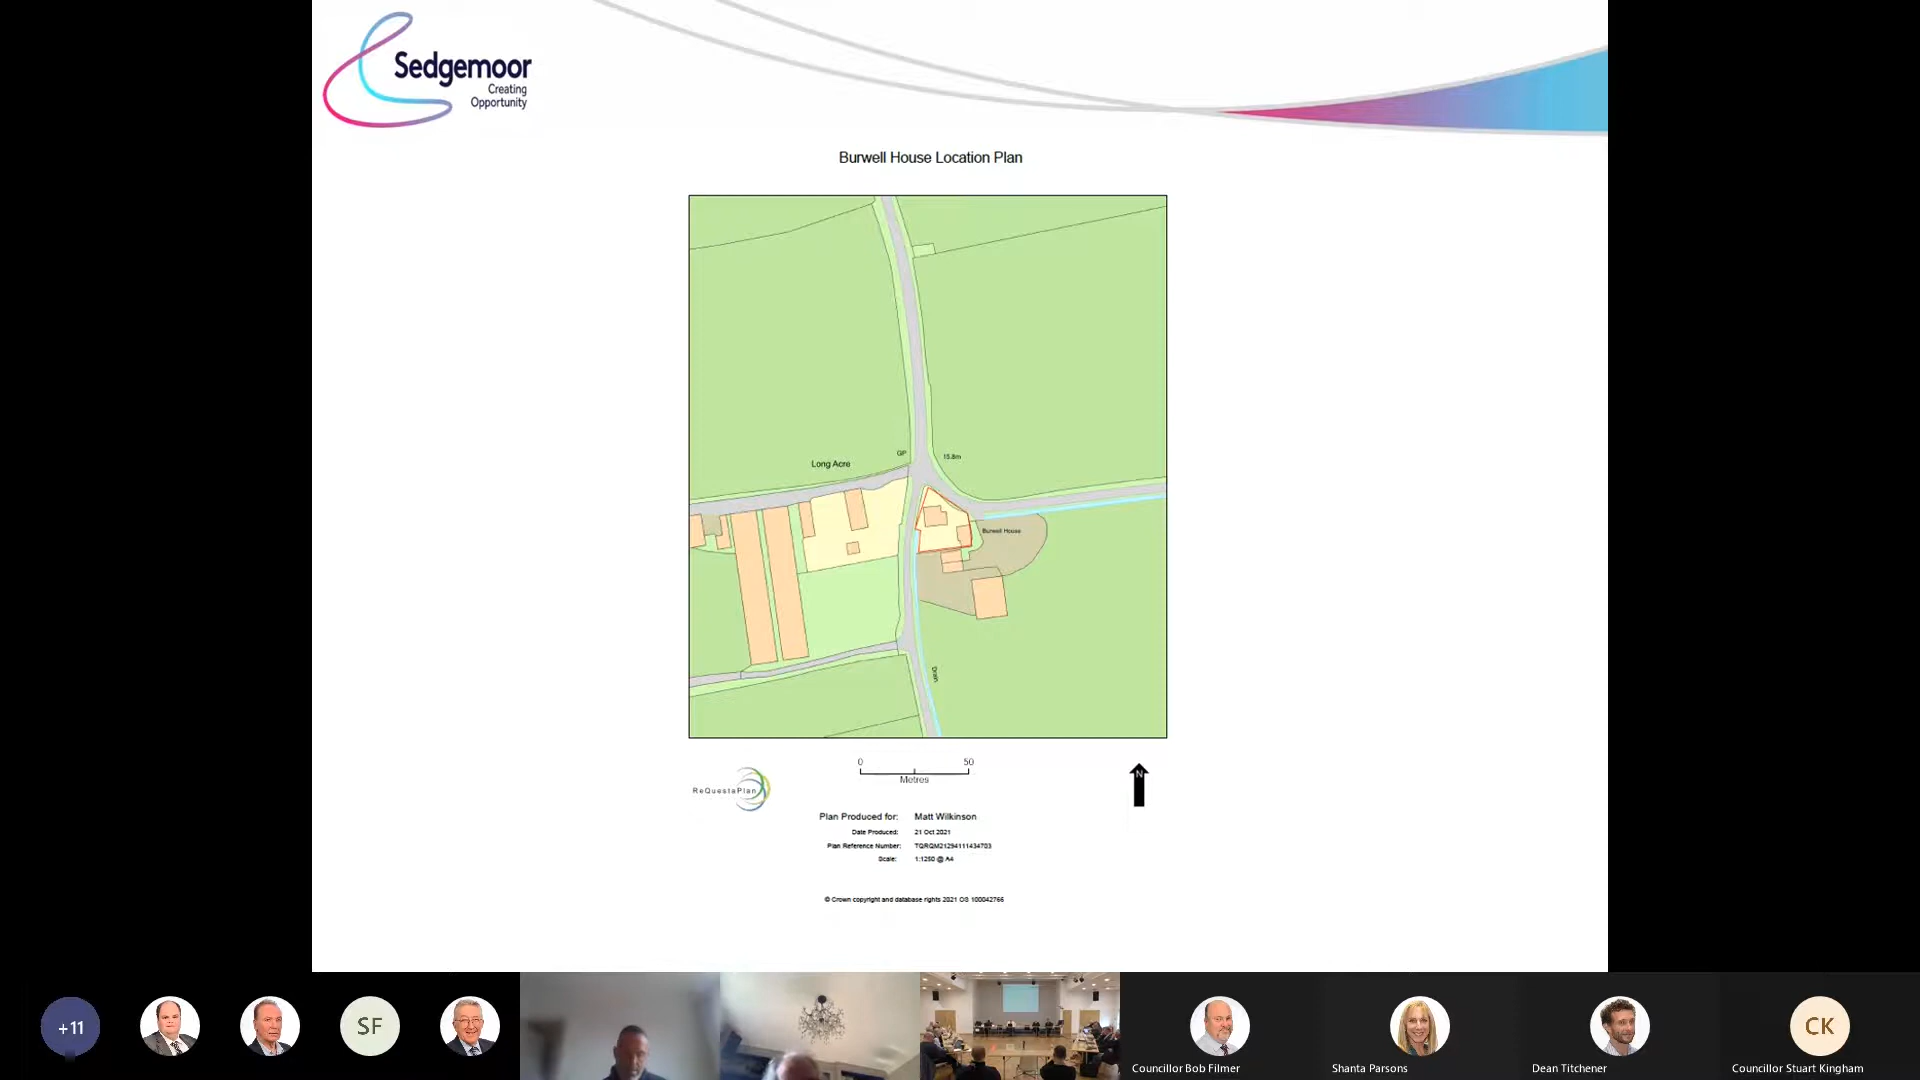 Sedgemoor
Creating
Opportunity
Burwell House Location Plan
Long Acre
GP
15.8m
Burwell House
Drain
0
50
Metres
N
ReQuestaPlan
Plan Produced for: Matt Wilkinson
Date Produced: 21 Oct 2021
Plan Reference Number: TQRQM21294111434703
Scale: 1:1250 @ A4
© Crown copyright and database rights 2021 OS 100042766
+11
SF
CK
Councillor Bob Filmer
Shanta Parsons
Dean Titchener
Councillor Stuart Kingham